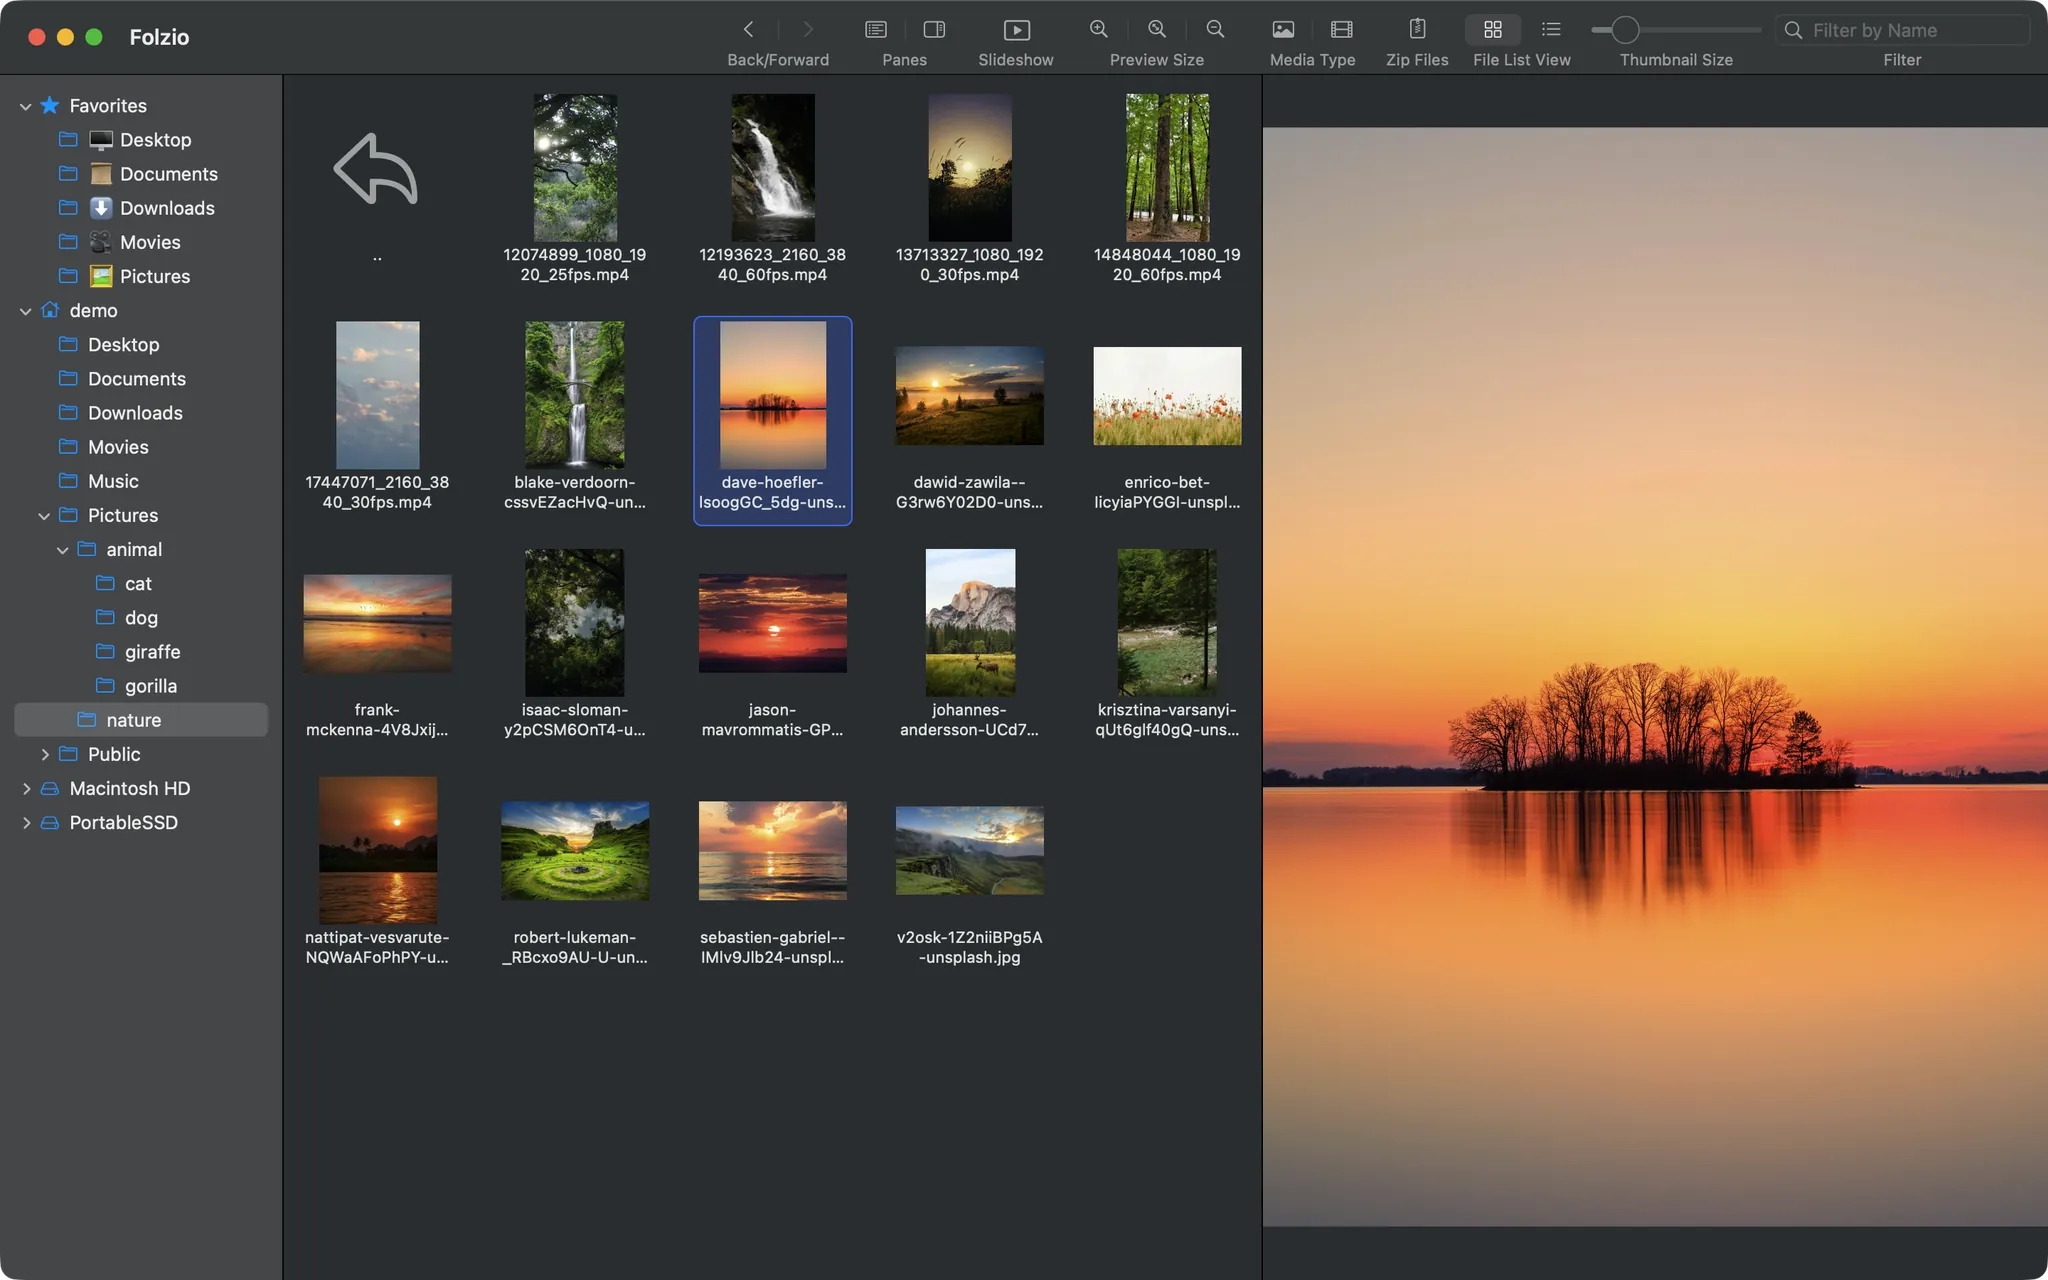 Folzio
Back/Forward
Panes
Slideshow
Preview Size
Media Type
Zip Files
File List View
Thumbnail Size
Filter by Name
Filter
Favorites
Desktop
Documents
Downloads
Movies
Pictures
demo
Desktop
Documents
Downloads
Movies
Music
Pictures
animal
cat
dog
giraffe
gorilla
nature
Public
Macintosh HD
PortableSSD
..
12074899_1080_19
20_25fps.mp4
12193623_2160_38
40_60fps.mp4
13713327_1080_192
0_30fps.mp4
14848044_1080_19
20_60fps.mp4
17447071_2160_38
40_30fps.mp4
blake-verdoorn-
cssvEZacHvQ-un...
dave-hoefler-
lsoogGC_5dg-uns...
dawid-zawila--
G3rw6Y02D0-uns...
enrico-bet-
licyiaPYGGI-unspl...
frank-
mckenna-4V8Jxij...
isaac-sloman-
y2pCSM6OnT4-u...
jason-
mavrommatis-GP...
johannes-
andersson-UCd7...
krisztina-varsanyi-
qUt6glf40gQ-uns...
nattipat-vesvarute-
NQWaAFoPhPY-u...
robert-lukeman-
_RBcxo9AU-U-un...
sebastien-gabriel--
IMlv9Jlb24-unspl...
v2osk-1Z2niiBPg5A
-unsplash.jpg